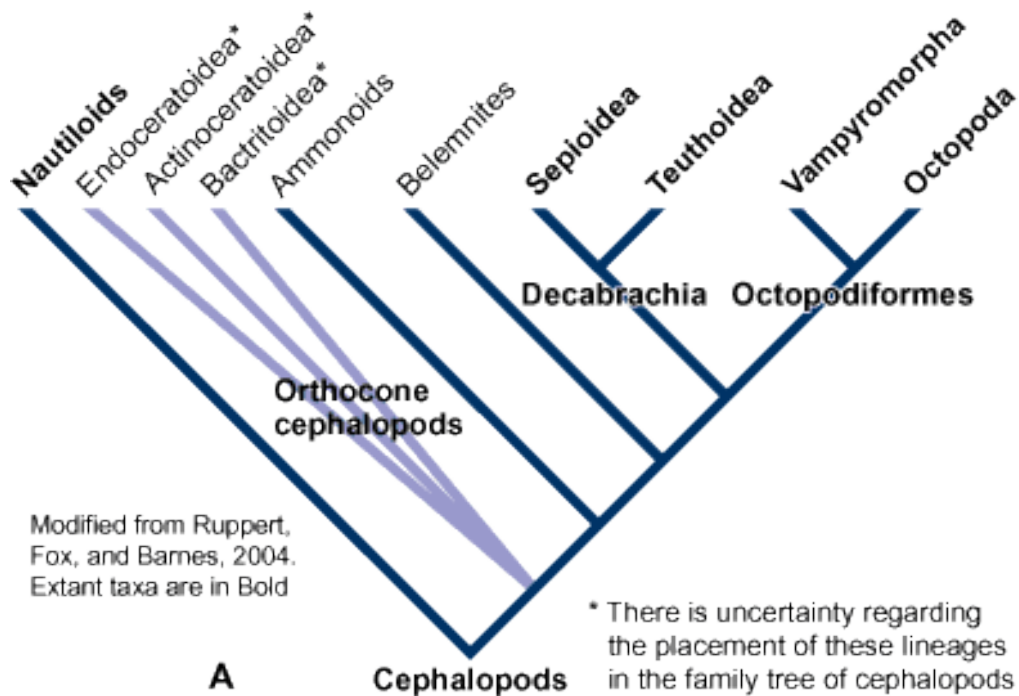 Nautiloids
Endoceratoidea*
Actinoceratoidea*
Bactritoidea*
Ammonoids
Belemnites
Sepioidea
Teuthoidea
Vampyromorpha
Octopoda
Decabrachia
Octopodiformes
Orthocone
cephalopods
Modified from Ruppert,
Fox, and Barnes, 2004.
Extant taxa are in Bold
* There is uncertainty regarding
the placement of these lineages
in the family tree of cephalopods
A
Cephalopods